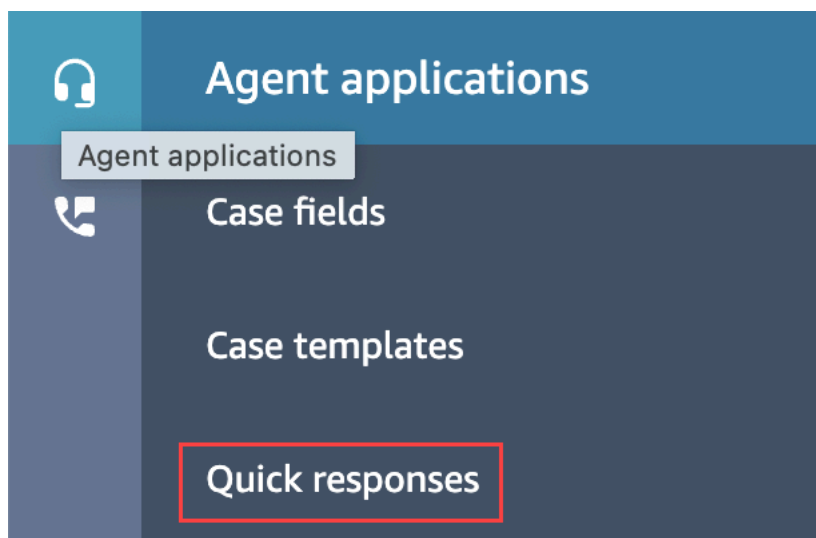 Agent applications
Agent applications
Case fields
Case templates
Quick responses